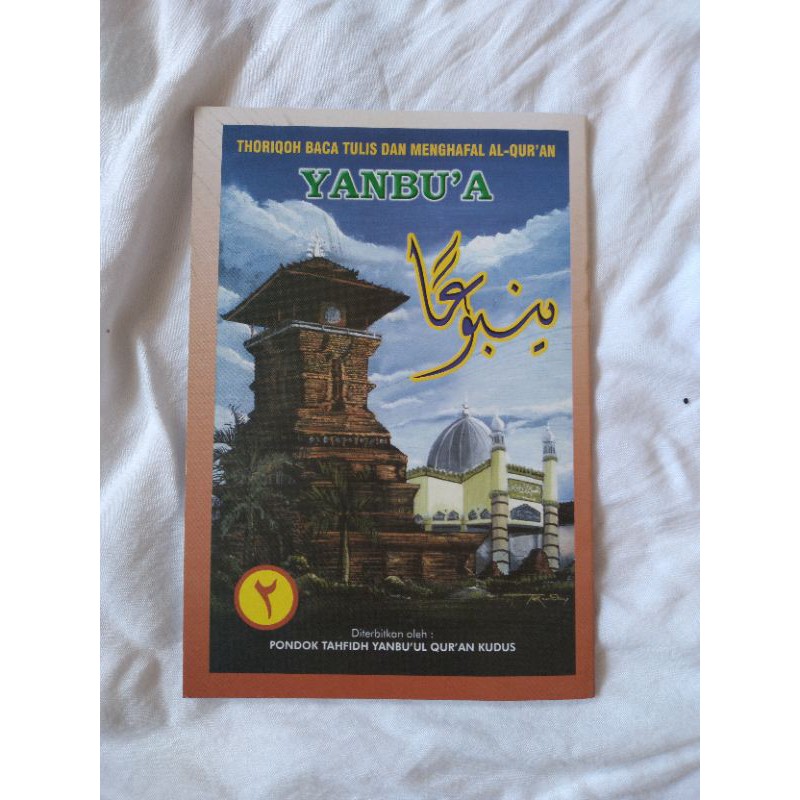 THORIQOH BACA TULIS DAN MENGHAFAL AL-QUR'AN
YANBU'A
ينبوعا
٢
Diterbitkan oleh :
PONDOK TAHFIDH YANBU'UL QUR'AN KUDUS